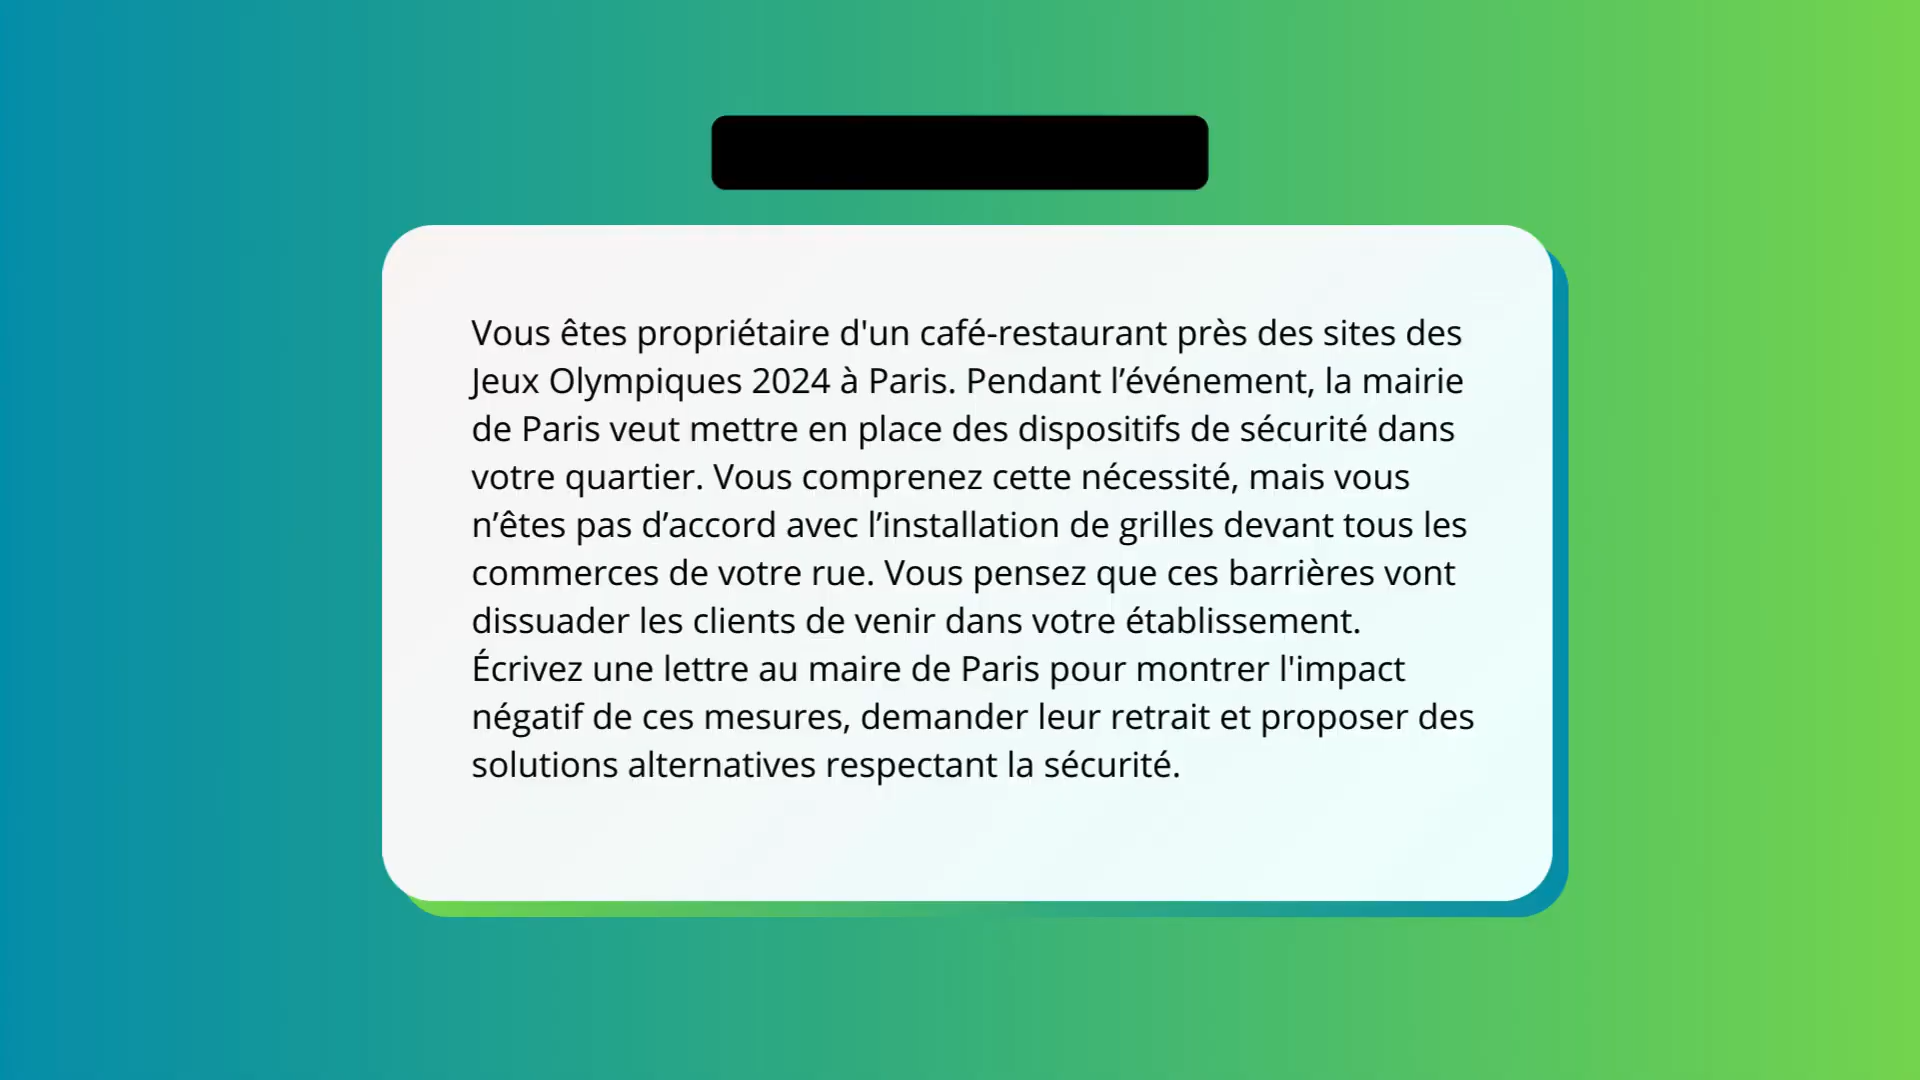 Vous êtes propriétaire d'un café-restaurant près des sites des
Jeux Olympiques 2024 à Paris. Pendant l’événement, la mairie
de Paris veut mettre en place des dispositifs de sécurité dans
votre quartier. Vous comprenez cette nécessité, mais vous
n’êtes pas d’accord avec l’installation de grilles devant tous les
commerces de votre rue. Vous pensez que ces barrières vont
dissuader les clients de venir dans votre établissement.
Écrivez une lettre au maire de Paris pour montrer l'impact
négatif de ces mesures, demander leur retrait et proposer des
solutions alternatives respectant la sécurité.